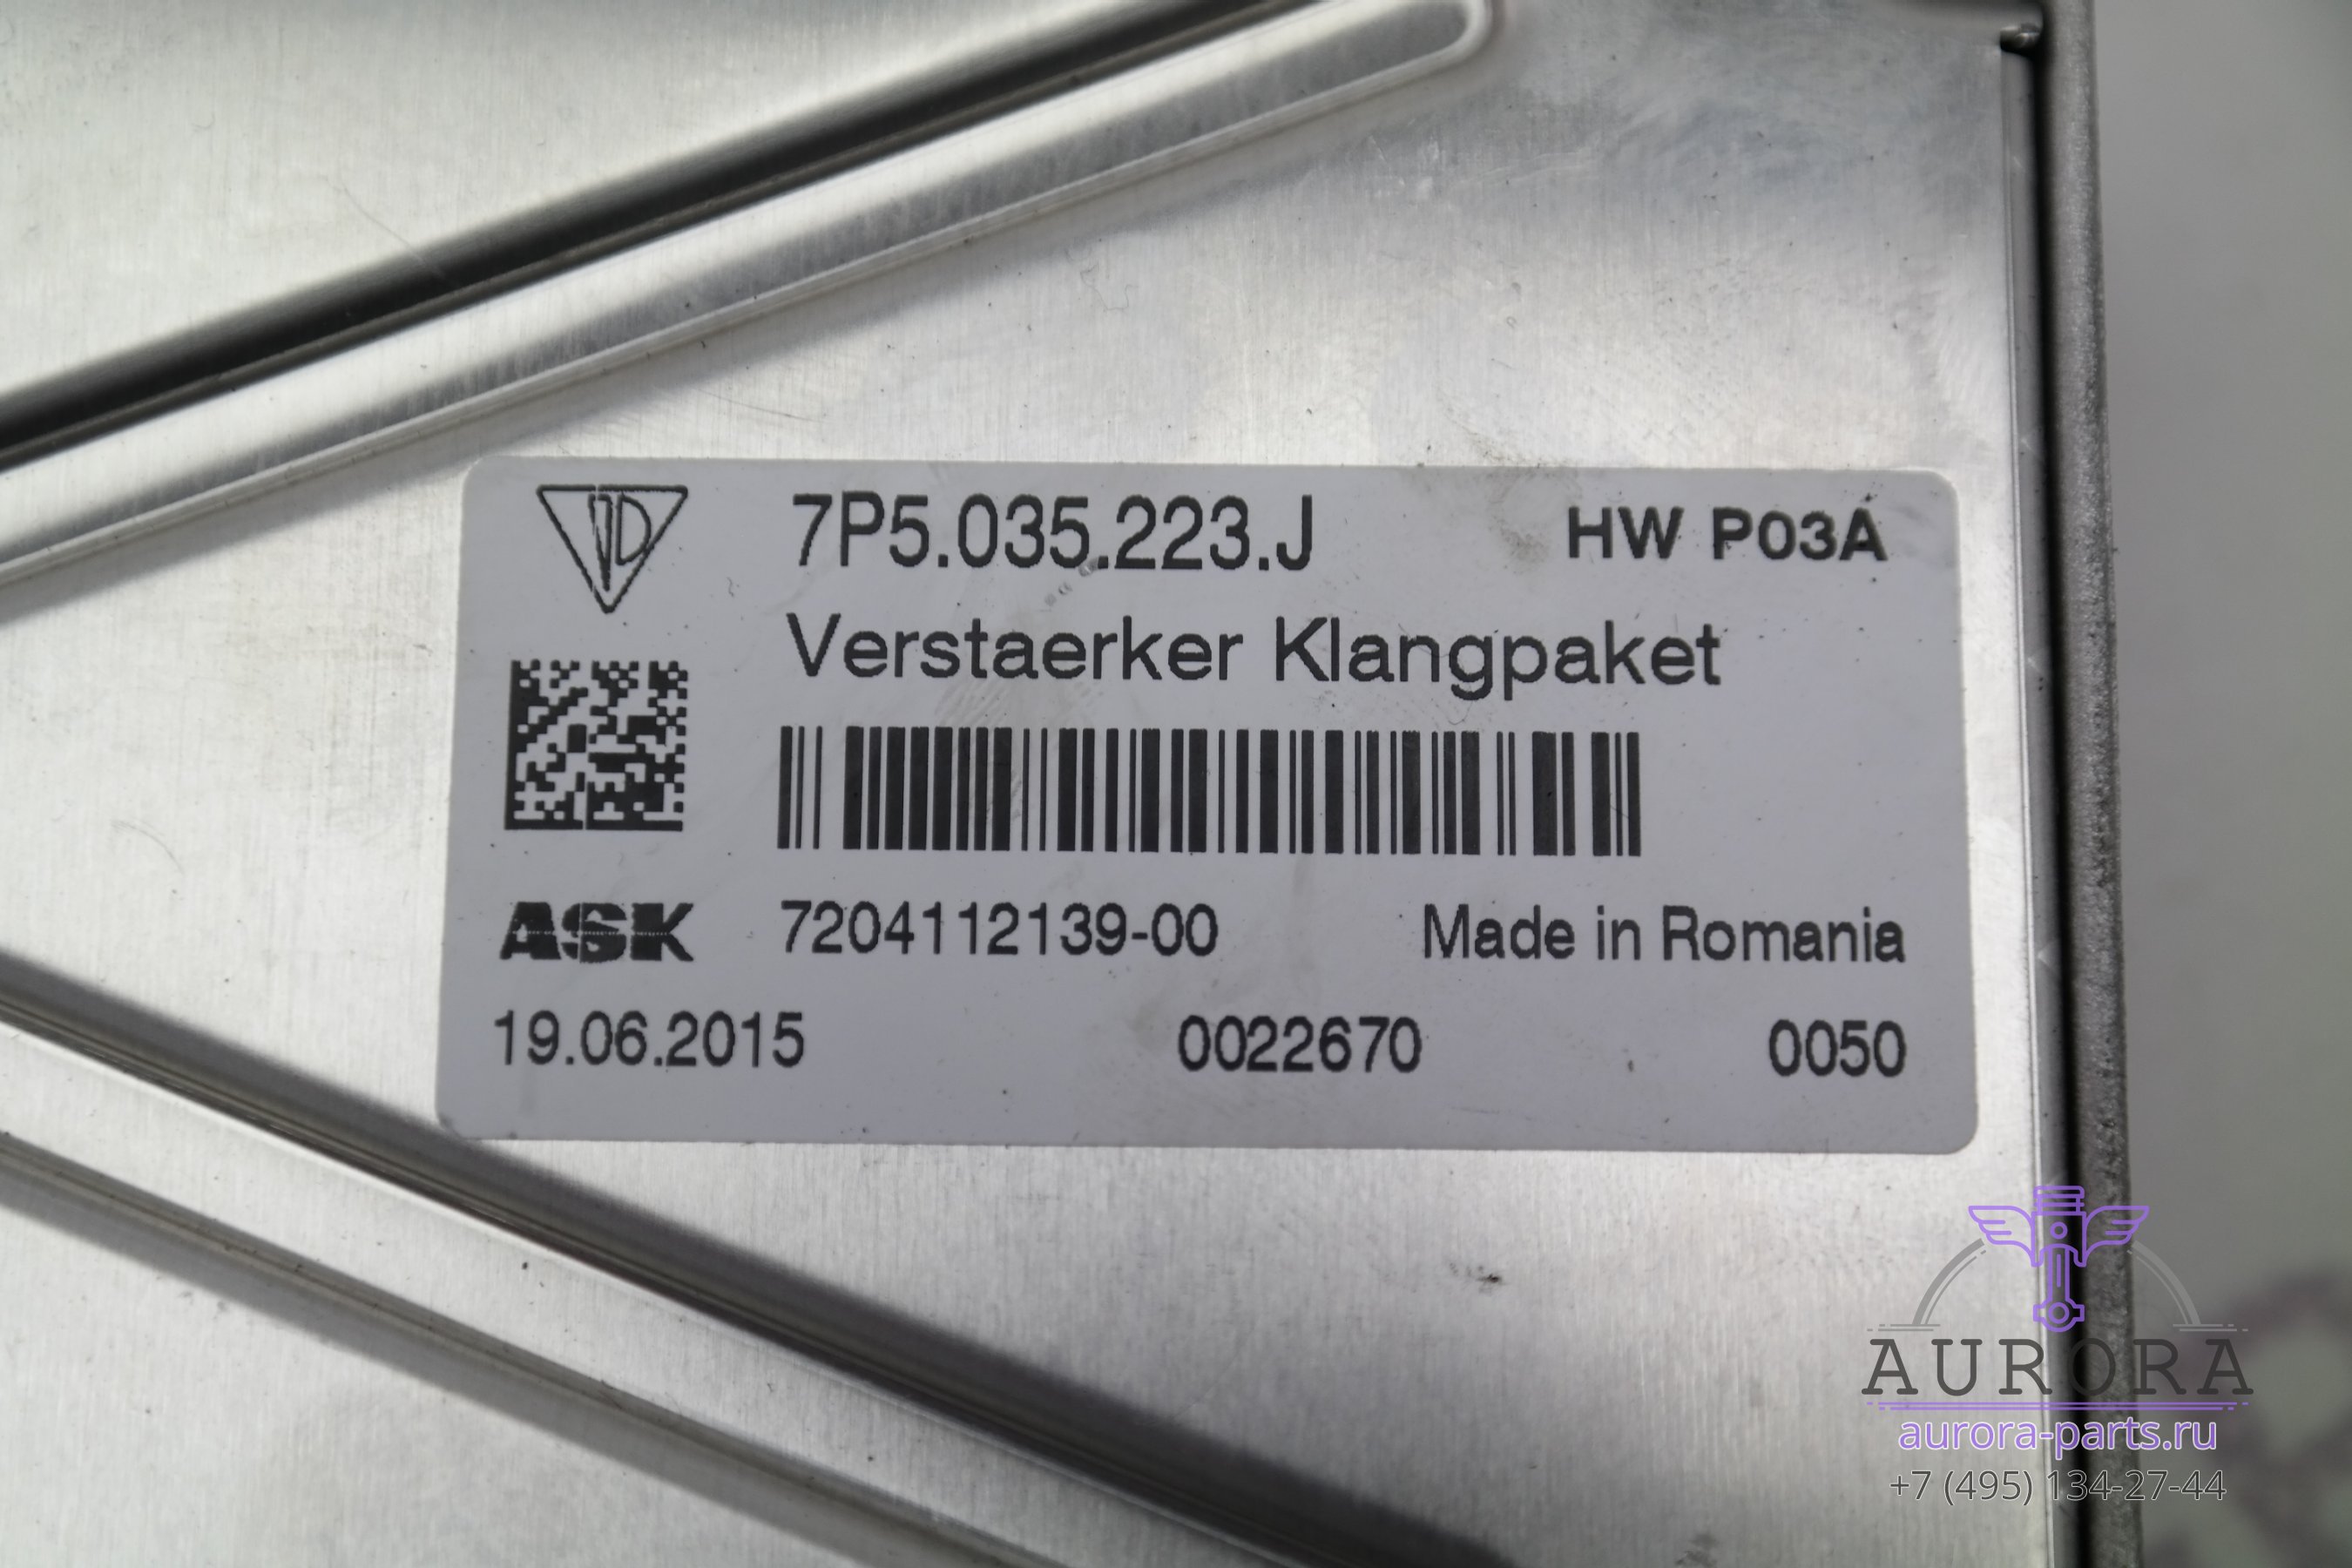 7P5.035.223.J HW P03A
Verstaerker Klangpaket
ASK 7204112139-00 Made in Romania
19.06.2015 0022670 0050
AURORA
aurora-parts.ru
+7 (495) 134-27-44